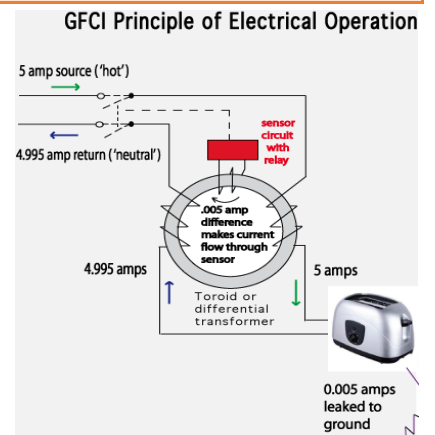 GFCI Principle of Electrical Operation
5 amp source ('hot')
4.995 amp return ('neutral')
sensor
circuit
with
relay
.005 amp
difference
makes current
flow through
sensor
4.995 amps
5 amps
Toroid or
differential
transformer
0.005 amps
leaked to
ground